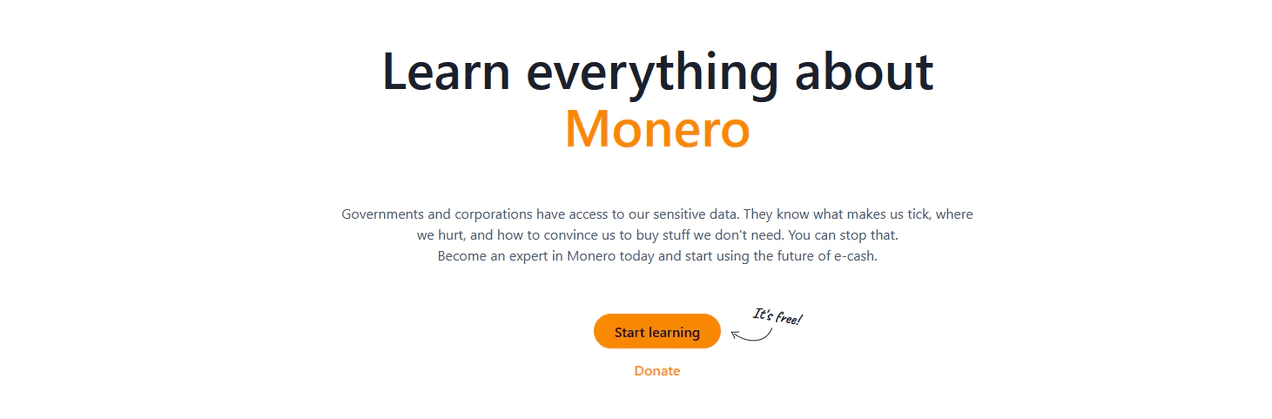 Learn everything about
Monero
Governments and corporations have access to our sensitive data. They know what makes us tick, where
we hurt, and how to convince us to buy stuff we don't need. You can stop that.
Become an expert in Monero today and start using the future of e-cash.
It's free!
Start learning
Donate